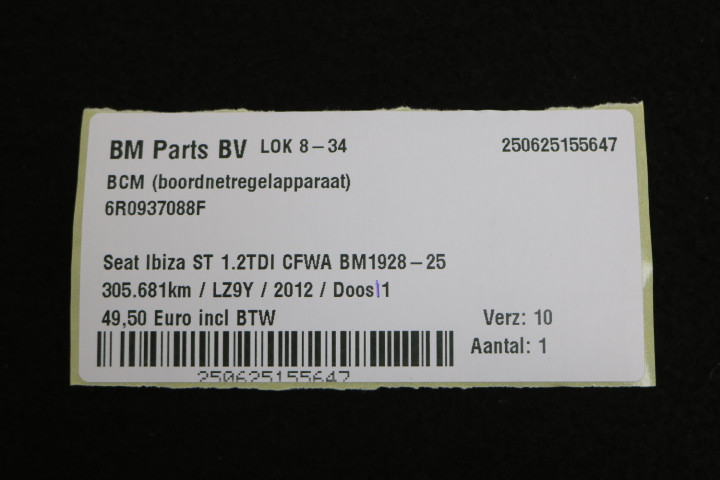 BM Parts BV LOK 8-34 250625155647
BCM (boordnetregelapparaat)
6R0937088F
Seat Ibiza ST 1.2TDI CFWA BM1928-25
305.681km / LZ9Y / 2012 / Doos\1
49,50 Euro incl BTW Verz: 10
Aantal: 1
250625155647